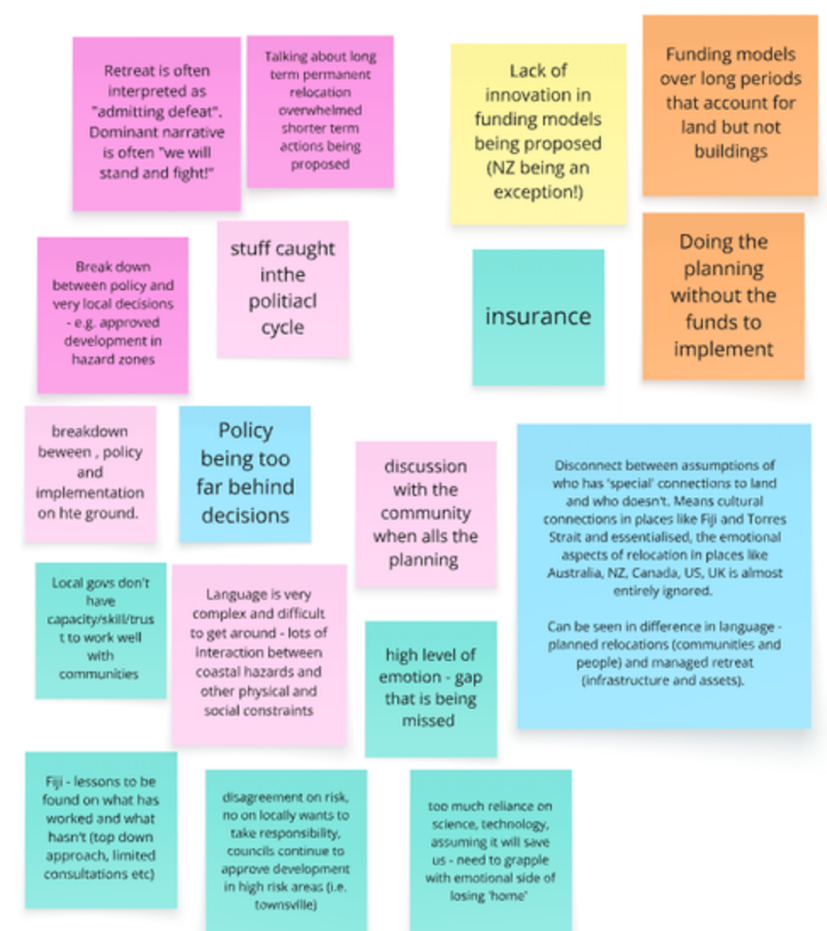 Retreat is often
interpreted as
"admitting defeat".
Dominant narrative
is often "we will
stand and fight!"
Talking about long
term permanent
relocation
overwhelmed
shorter term
actions being
proposed
Lack of
innovation in
funding models
being proposed
(NZ being an
exception!)
Funding models
over long periods
that account for
land but not
buildings
Break down
between policy and
very local decisions
- e.g. approved
development in
hazard zones
stuff caught
inthe
politiacl
cycle
insurance
Doing the
planning
without the
funds to
implement
breakdown
beween , policy
and
implementation
on hte ground.
Policy
being too
far behind
decisions
discussion
with the
community
when alls the
planning
Disconnect between assumptions of
who has 'special' connections to land
and who doesn't. Means cultural
connections in places like Fiji and Torres
Strait and essentialised, the emotional
aspects of relocation in places like
Australia, NZ, Canada, US, UK is almost
entirely ignored.
Can be seen in difference in language -
planned relocations (communities and
people) and managed retreat
(infrastructure and assets).
Local govs don't
have
capacity/skill/trus
t to work well
with
communities
Language is very
complex and difficult
to get around - lots of
interaction between
coastal hazards and
other physical and
social constraints
high level of
emotion - gap
that is being
missed
Fiji - lessons to be
found on what has
worked and what
hasn't (top down
approach, limited
consultations etc)
disagreement on risk,
no on locally wants to
take responsibility,
councils continue to
approve development
in high risk areas (i.e.
townsville)
too much reliance on
science, technology,
assuming it will save
us - need to grapple
with emotional side of
losing 'home'